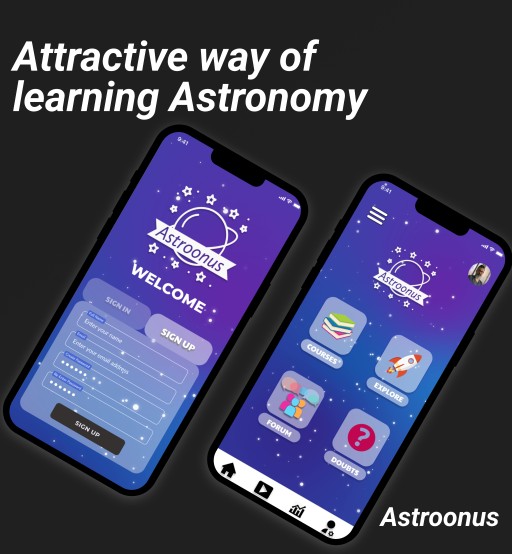 Attractive way of
learning Astronomy
9:41
Astroonus
WELCOME
SIGN IN
SIGN UP
Enter your name
Enter your email address
SIGN UP
9:41
Astroonus
COURSES
EXPLORE
FORUM
DOUBTS
Astroonus